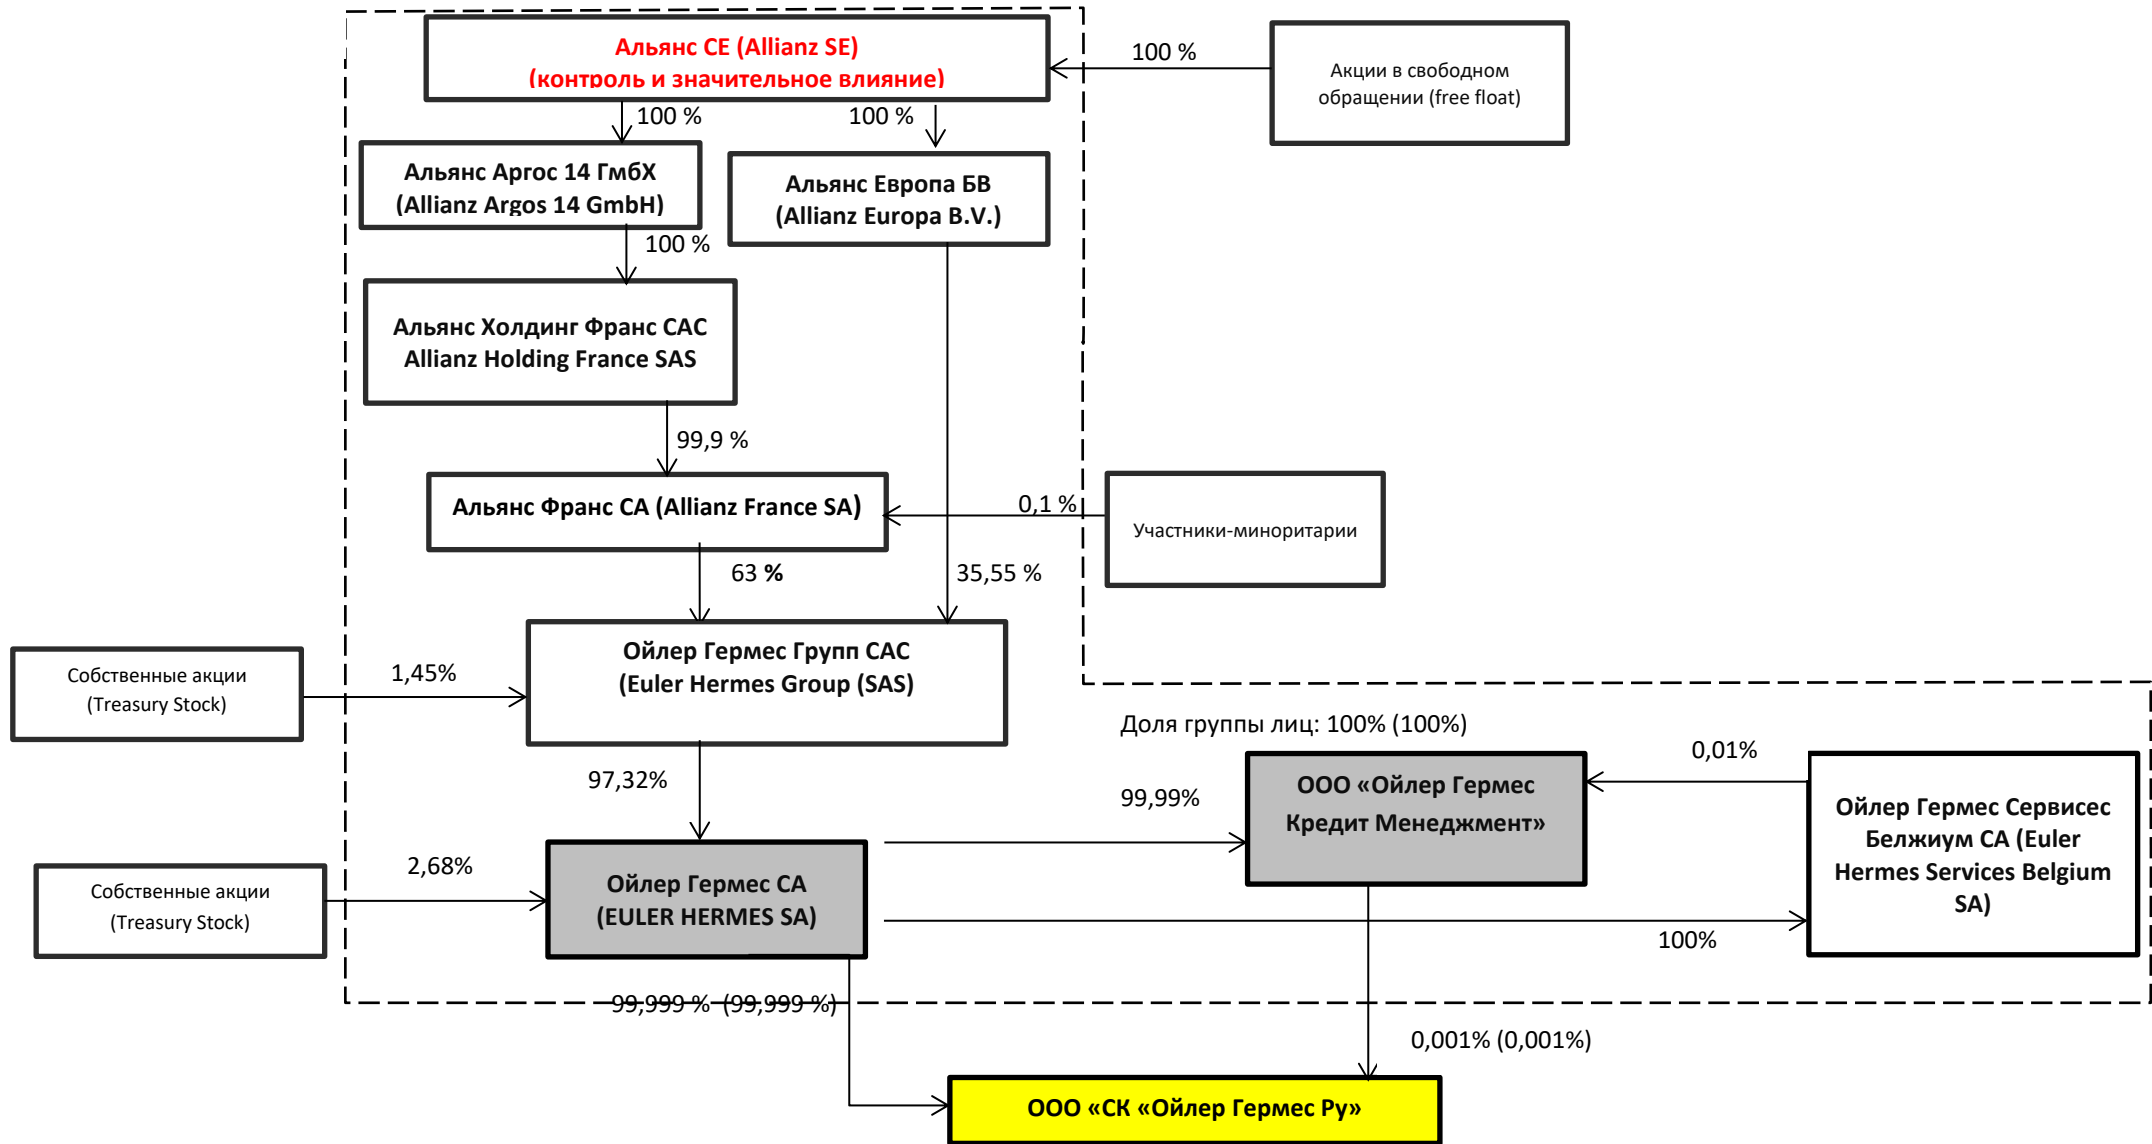 Альянс СЕ (Allianz SE)
(контроль и значительное влияние)
100 %
Акции в свободном
обращении (free float)
100 %
100 %
Альянс Аргос 14 ГмбХ
(Allianz Argos 14 GmbH)
Альянс Европа БВ
(Allianz Europa B.V.)
100 %
Альянс Холдинг Франс САС
Allianz Holding France SAS
99,9 %
Альянс Франс СА (Allianz France SA)
0,1 %
Участники-миноритарии
63 %
35,55 %
Собственные акции
(Treasury Stock)
1,45%
Ойлер Гермес Групп САС
(Euler Hermes Group (SAS)
Доля группы лиц: 100% (100%)
97,32%
99,99%
ООО «Ойлер Гермес
Кредит Менеджмент»
0,01%
Ойлер Гермес Сервисес
Белжиум СА (Euler
Hermes Services Belgium
SA)
Собственные акции
(Treasury Stock)
2,68%
Ойлер Гермес СА
(EULER HERMES SA)
100%
99,999 % (99,999 %)
0,001% (0,001%)
ООО «СК «Ойлер Гермес Ру»